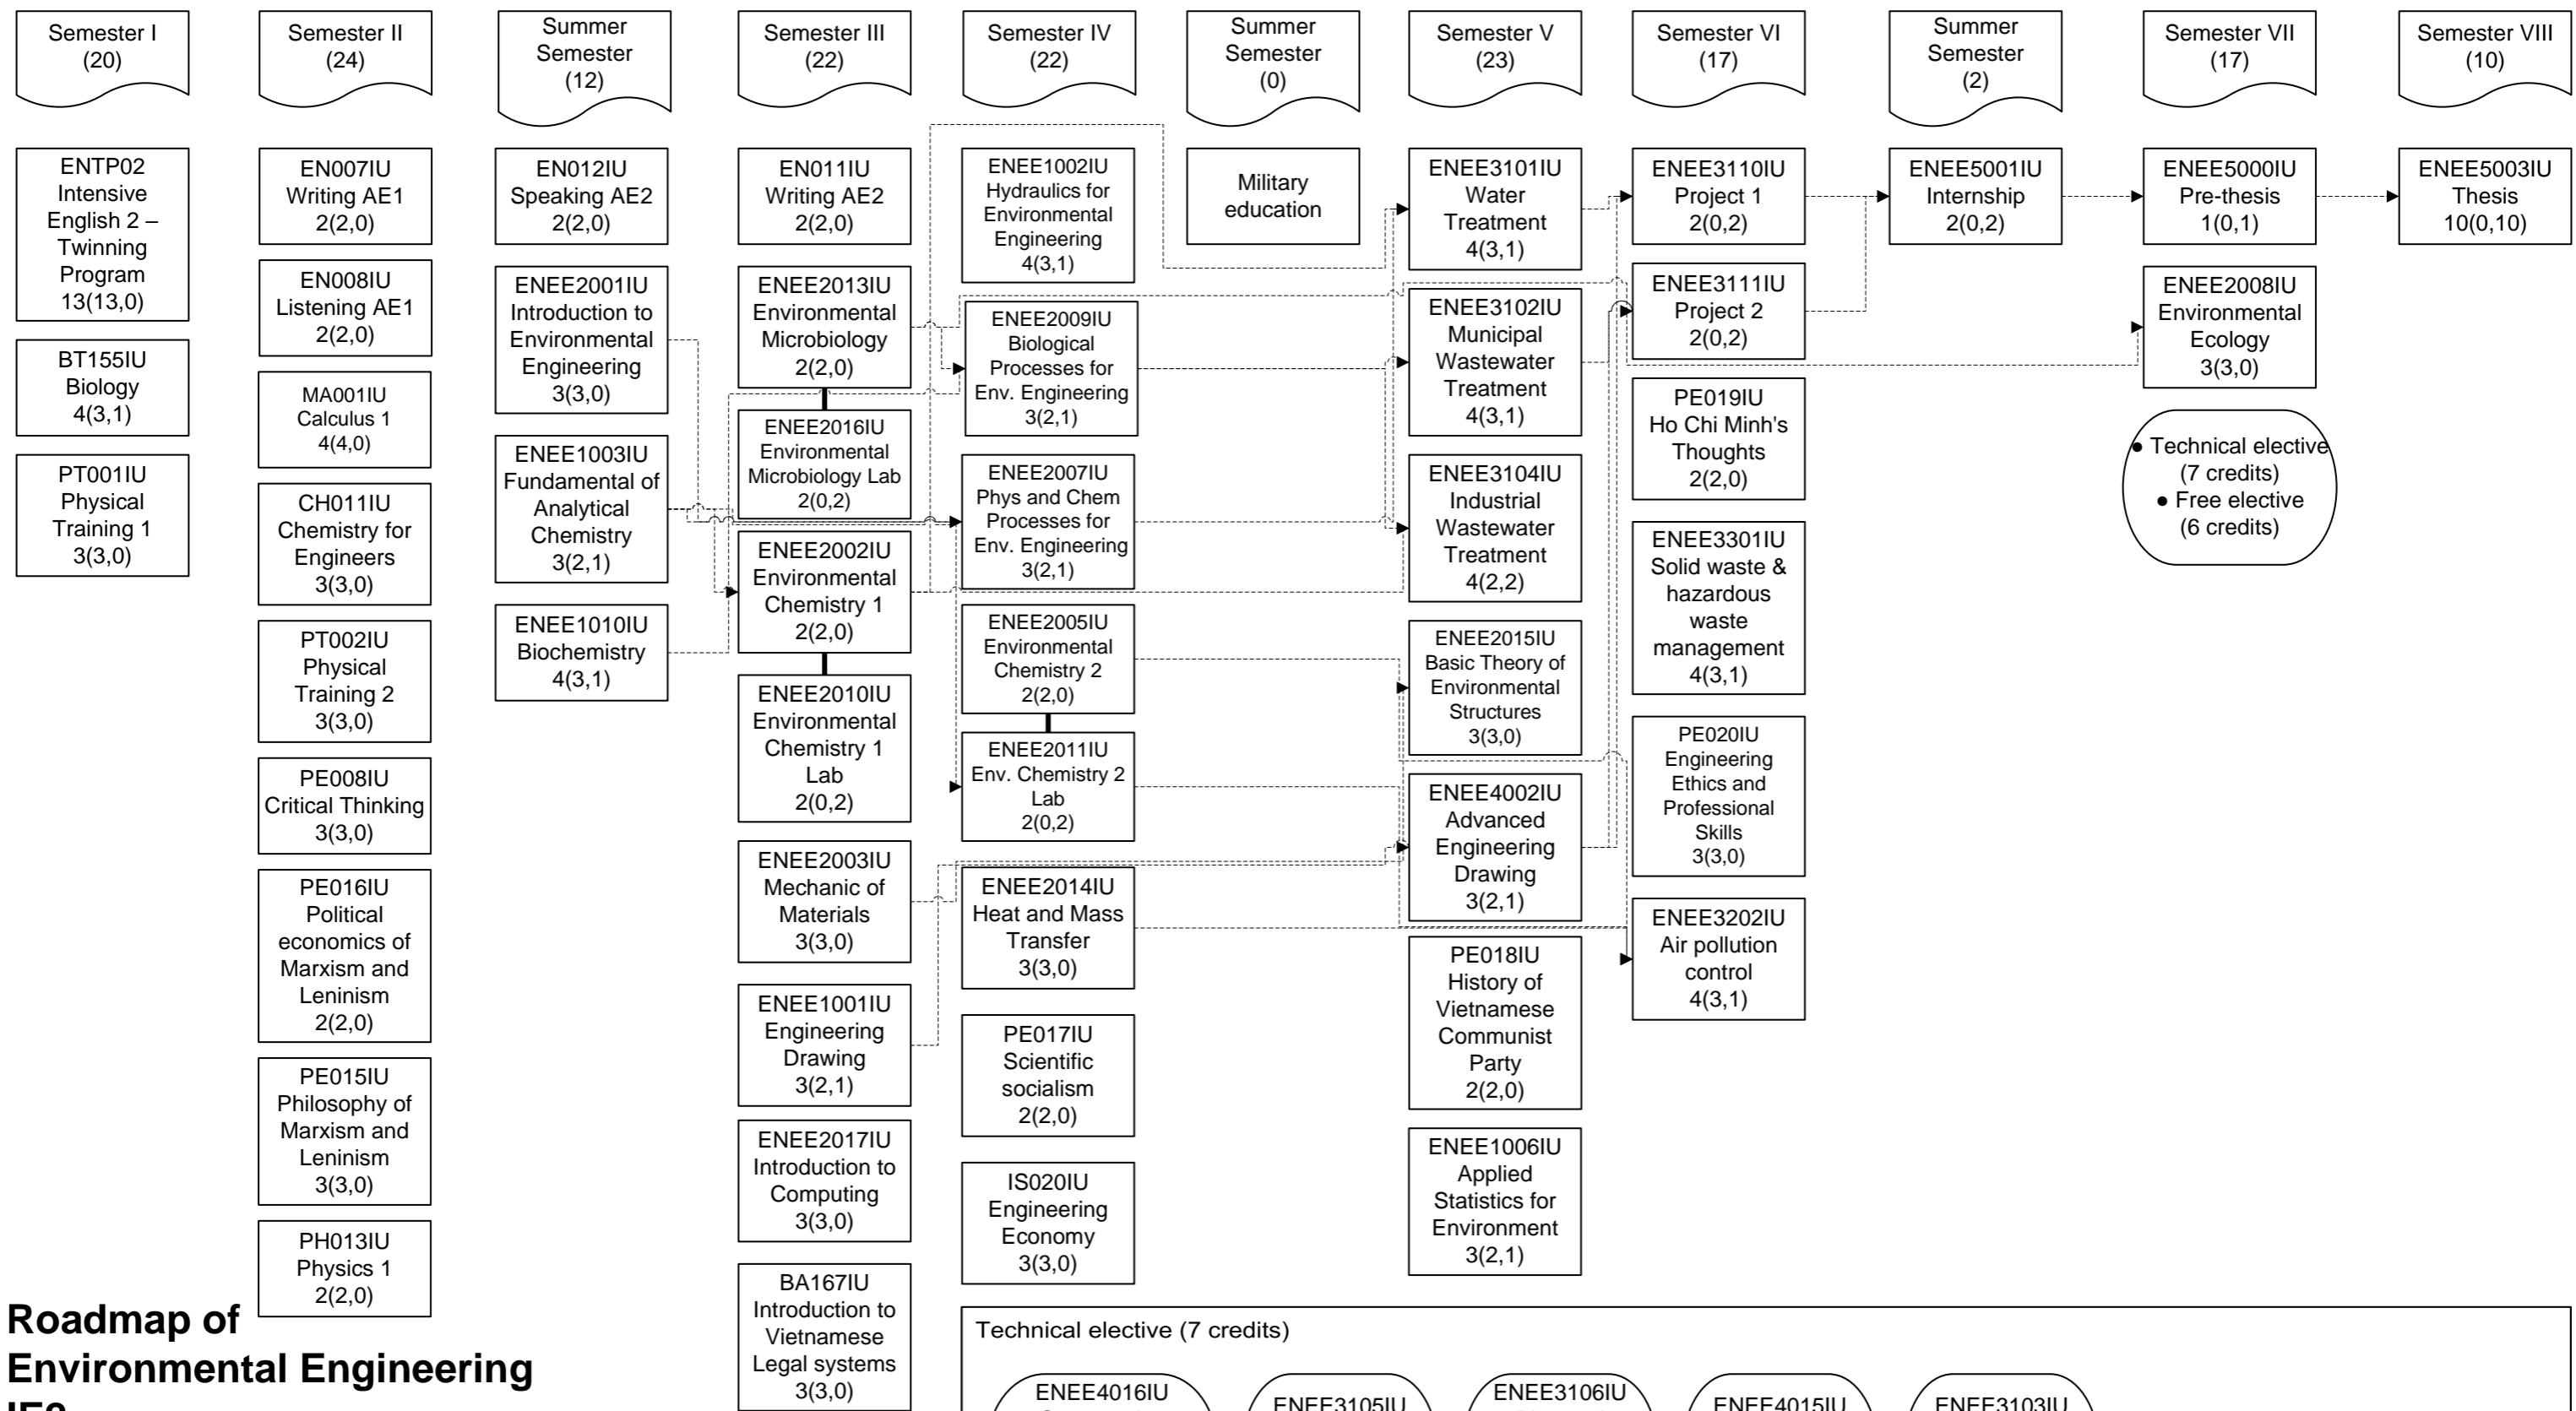 Semester I
(20)
Semester II
(24)
Summer
Semester
(12)
Semester III
(22)
Semester IV
(22)
Summer
Semester
(0)
Semester V
(23)
Semester VI
(17)
Summer
Semester
(2)
Semester VII
(17)
Semester VIII
(10)
ENTP02
Intensive
English 2 –
Twinning
Program
13(13,0)
BT155IU
Biology
4(3,1)
PT001IU
Physical
Training 1
3(3,0)
EN007IU
Writing AE1
2(2,0)
EN008IU
Listening AE1
2(2,0)
MA001IU
Calculus 1
4(4,0)
CH011IU
Chemistry for
Engineers
3(3,0)
PT002IU
Physical
Training 2
3(3,0)
PE008IU
Critical Thinking
3(3,0)
PE016IU
Political
economics of
Marxism and
Leninism
2(2,0)
PE015IU
Philosophy of
Marxism and
Leninism
3(3,0)
PH013IU
Physics 1
2(2,0)
EN012IU
Speaking AE2
2(2,0)
ENEE2001IU
Introduction to
Environmental
Engineering
3(3,0)
ENEE1003IU
Fundamental of
Analytical
Chemistry
3(2,1)
ENEE1010IU
Biochemistry
4(3,1)
EN011IU
Writing AE2
2(2,0)
ENEE2013IU
Environmental
Microbiology
2(2,0)
ENEE2016IU
Environmental
Microbiology Lab
2(0,2)
ENEE2002IU
Environmental
Chemistry 1
2(2,0)
ENEE2010IU
Environmental
Chemistry 1
Lab
2(0,2)
ENEE2003IU
Mechanic of
Materials
3(3,0)
ENEE1001IU
Engineering
Drawing
3(2,1)
ENEE2017IU
Introduction to
Computing
3(3,0)
BA167IU
Introduction to
Vietnamese
Legal systems
3(3,0)
ENEE1002IU
Hydraulics for
Environmental
Engineering
4(3,1)
ENEE2009IU
Biological
Processes for
Env. Engineering
3(2,1)
ENEE2007IU
Phys and Chem
Processes for
Env. Engineering
3(2,1)
ENEE2005IU
Environmental
Chemistry 2
2(2,0)
ENEE2011IU
Env. Chemistry 2
Lab
2(0,2)
ENEE2014IU
Heat and Mass
Transfer
3(3,0)
PE017IU
Scientific
socialism
2(2,0)
IS020IU
Engineering
Economy
3(3,0)
Military
education
ENEE3101IU
Water
Treatment
4(3,1)
ENEE3102IU
Municipal
Wastewater
Treatment
4(3,1)
ENEE3104IU
Industrial
Wastewater
Treatment
4(2,2)
ENEE2015IU
Basic Theory of
Environmental
Structures
3(3,0)
ENEE4002IU
Advanced
Engineering
Drawing
3(2,1)
PE018IU
History of
Vietnamese
Communist
Party
2(2,0)
ENEE1006IU
Applied
Statistics for
Environment
3(2,1)
ENEE3110IU
Project 1
2(0,2)
ENEE3111IU
Project 2
2(0,2)
PE019IU
Ho Chi Minh's
Thoughts
2(2,0)
ENEE3301IU
Solid waste &
hazardous
waste
management
4(3,1)
PE020IU
Engineering
Ethics and
Professional
Skills
3(3,0)
ENEE3202IU
Air pollution
control
4(3,1)
ENEE5001IU
Internship
2(0,2)
ENEE5000IU
Pre-thesis
1(0,1)
ENEE2008IU
Environmental
Ecology
3(3,0)
● Technical elective
(7 credits)
● Free elective
(6 credits)
ENEE5003IU
Thesis
10(0,10)
Roadmap of
Environmental Engineering
Technical elective (7 credits)
ENEE4016IU
ENEE3105IU
ENEE3106IU
ENEE4015IU
ENEE3103IU